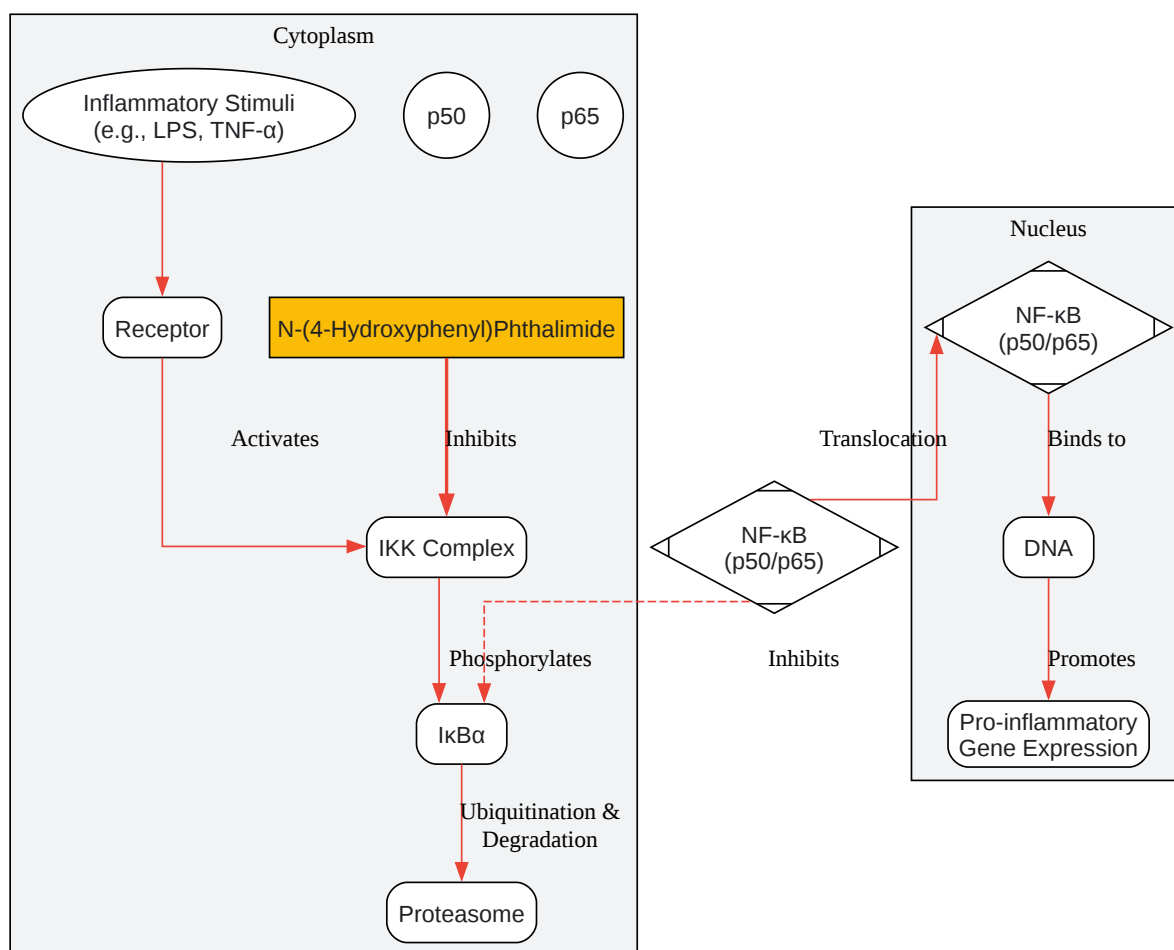 Cytoplasm
Inflammatory Stimuli
(e.g., LPS, TNF-α)
p50
p65
Nucleus
NF-κB
(p50/p65)
Receptor
N-(4-Hydroxyphenyl)Phthalimide
Activates
Inhibits
Translocation
Binds to
IKK Complex
NF-κB
(p50/p65)
DNA
Phosphorylates
Inhibits
Promotes
IκBα
Pro-inflammatory
Gene Expression
Ubiquitination &
Degradation
Proteasome